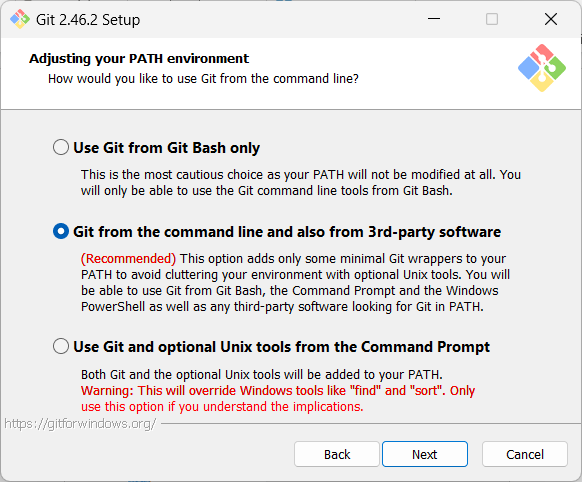 Git 2.46.2 Setup
Adjusting your PATH environment
How would you like to use Git from the command line?
Use Git from Git Bash only
This is the most cautious choice as your PATH will not be modified at all. You
will only be able to use the Git command line tools from Git Bash.
Git from the command line and also from 3rd-party software
(Recommended) This option adds only some minimal Git wrappers to your
PATH to avoid cluttering your environment with optional Unix tools. You will
be able to use Git from Git Bash, the Command Prompt and the Windows
PowerShell as well as any third-party software looking for Git in PATH.
Use Git and optional Unix tools from the Command Prompt
Both Git and the optional Unix tools will be added to your PATH.
Warning: This will override Windows tools like "find" and "sort". Only
use this option if you understand the implications.
https://gitforwindows.org/
Back Next Cancel